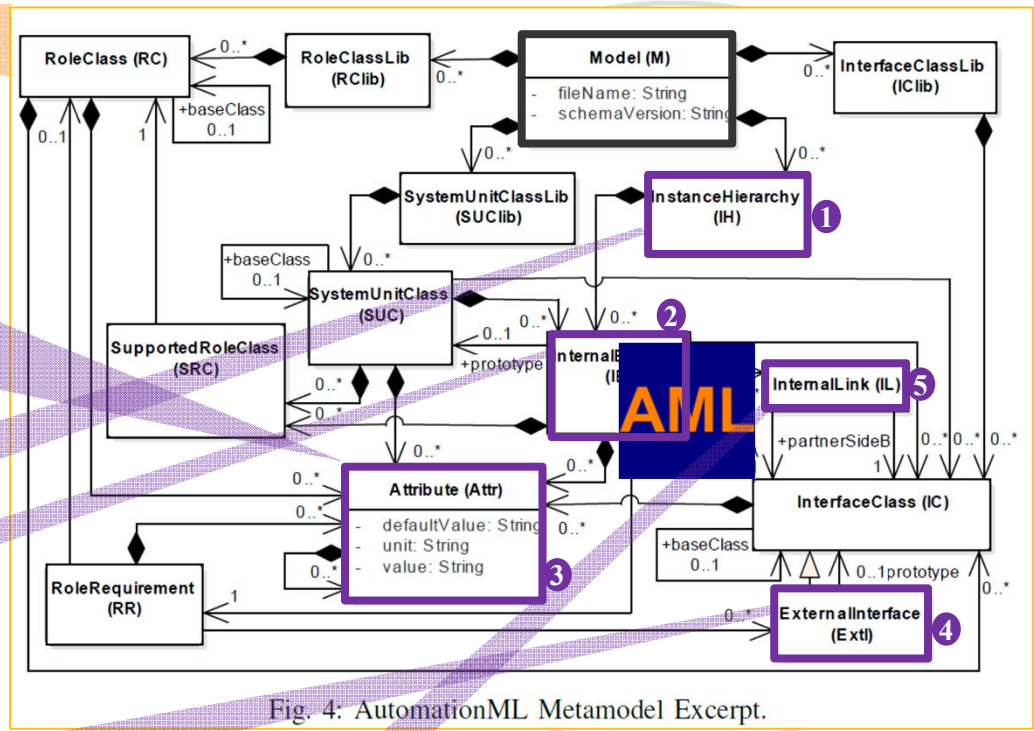 RoleClass (RC)
0..*
RoleClassLib
(RClib)
0..*
Model (M)
- fileName: String
- schemaVersion: String
0..*
InterfaceClassLib
(IClib)
+baseClass
0..1
0..1
1
0..*
0..*
SystemUnitClassLib
(SUClib)
InstanceHierarchy
(IH)
1
+baseClass
0..1
0..*
SystemUnitClass
(SUC)
0..*
0..*
2
0..1
+prototype
SupportedRoleClass
(SRC)
AML
InternalLink (IL)
5
0..*
0..*
+partnerSideB
1
0..*
0..*
0..*
0..*
0..*
0..*
Attribute (Attr)
- defaultValue: String
- unit: String
- value: String
0..*
0..*
0..*
3
InterfaceClass (IC)
+baseClass
0..1
0..1prototype
0..*
RoleRequirement
(RR)
1
0..*
ExternalInterface
(ExtI)
4
Fig. 4: AutomationML Metamodel Excerpt.